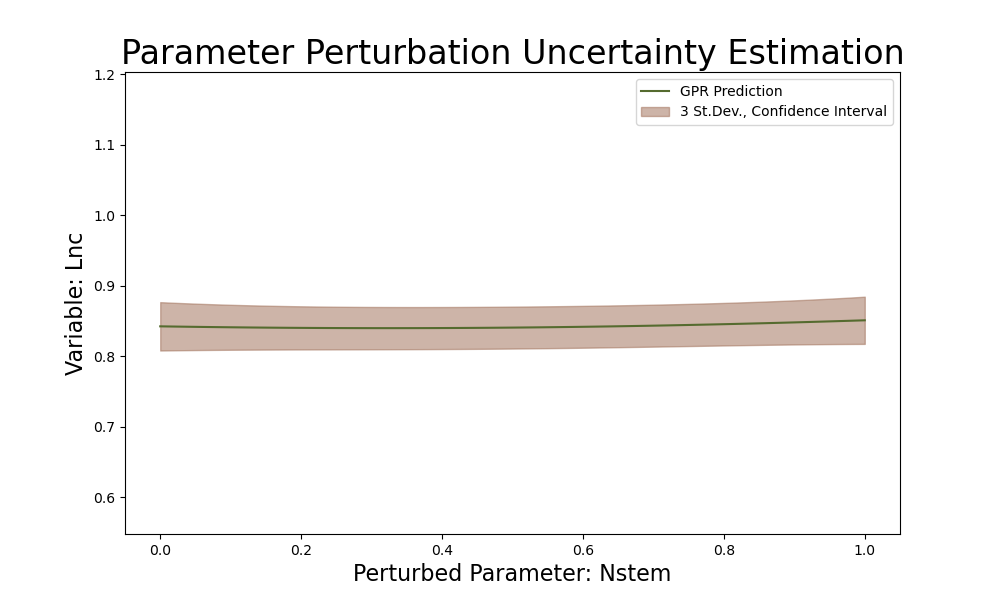 Parameter Perturbation Uncertainty Estimation
GPR Prediction
3 St.Dev., Confidence Interval
Variable: Lnc
1.2
1.1
1.0
0.9
0.8
0.7
0.6
0.0
0.2
0.4
0.6
0.8
1.0
Perturbed Parameter: Nstem